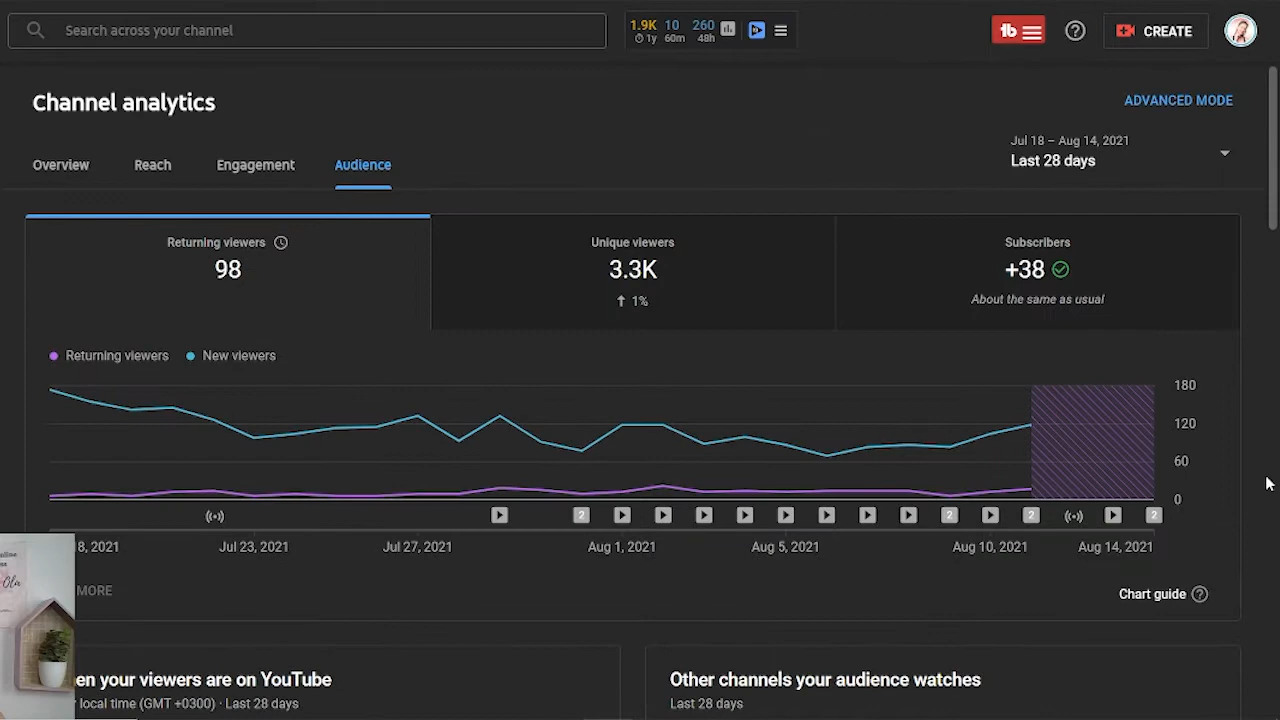 Search across your channel
1.9K 10 260
1y 60m 48h
tb
CREATE
Channel analytics
ADVANCED MODE
Jul 18 – Aug 14, 2021
Last 28 days
Overview Reach Engagement Audience
Returning viewers
98
Unique viewers
3.3K
1%
Subscribers
+38
About the same as usual
Returning viewers New viewers
180
120
60
0
2 2 2 2
18, 2021 Jul 23, 2021 Jul 27, 2021 Aug 1, 2021 Aug 5, 2021 Aug 10, 2021 Aug 14, 2021
MORE
Chart guide
en your viewers are on YouTube
local time (GMT +0300) · Last 28 days
Other channels your audience watches
Last 28 days